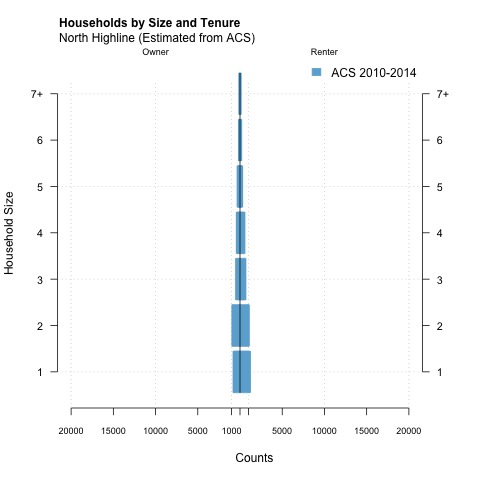 Households by Size and Tenure
North Highline (Estimated from ACS)
Owner Renter
ACS 2010-2014
7+ 7+
6 6
5 5
4 4
3 3
2 2
1 1
Household Size
20000 15000 10000 5000 1000 5000 10000 15000 20000
Counts